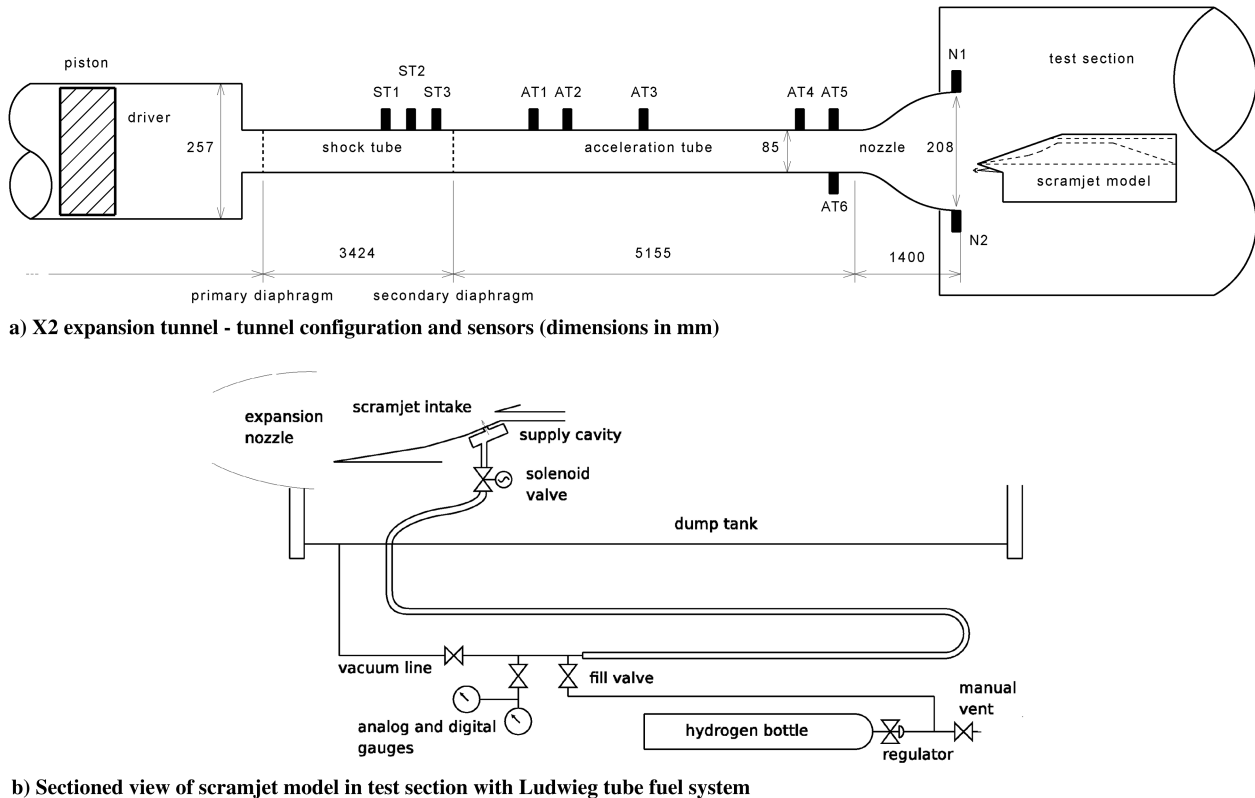 piston
driver
257
ST1
ST2
ST3
shock tube
AT1
AT2
AT3
AT4
AT5
AT6
acceleration tube
85
nozzle
208
N1
N2
test section
scramjet model
3424
5155
1400
---
primary diaphragm
secondary diaphragm
a) X2 expansion tunnel - tunnel configuration and sensors (dimensions in mm)
expansion
nozzle
scramjet intake
supply cavity
solenoid
valve
dump tank
vacuum line
fill valve
analog and digital
gauges
hydrogen bottle
manual
vent
regulator
b) Sectioned view of scramjet model in test section with Ludwieg tube fuel system